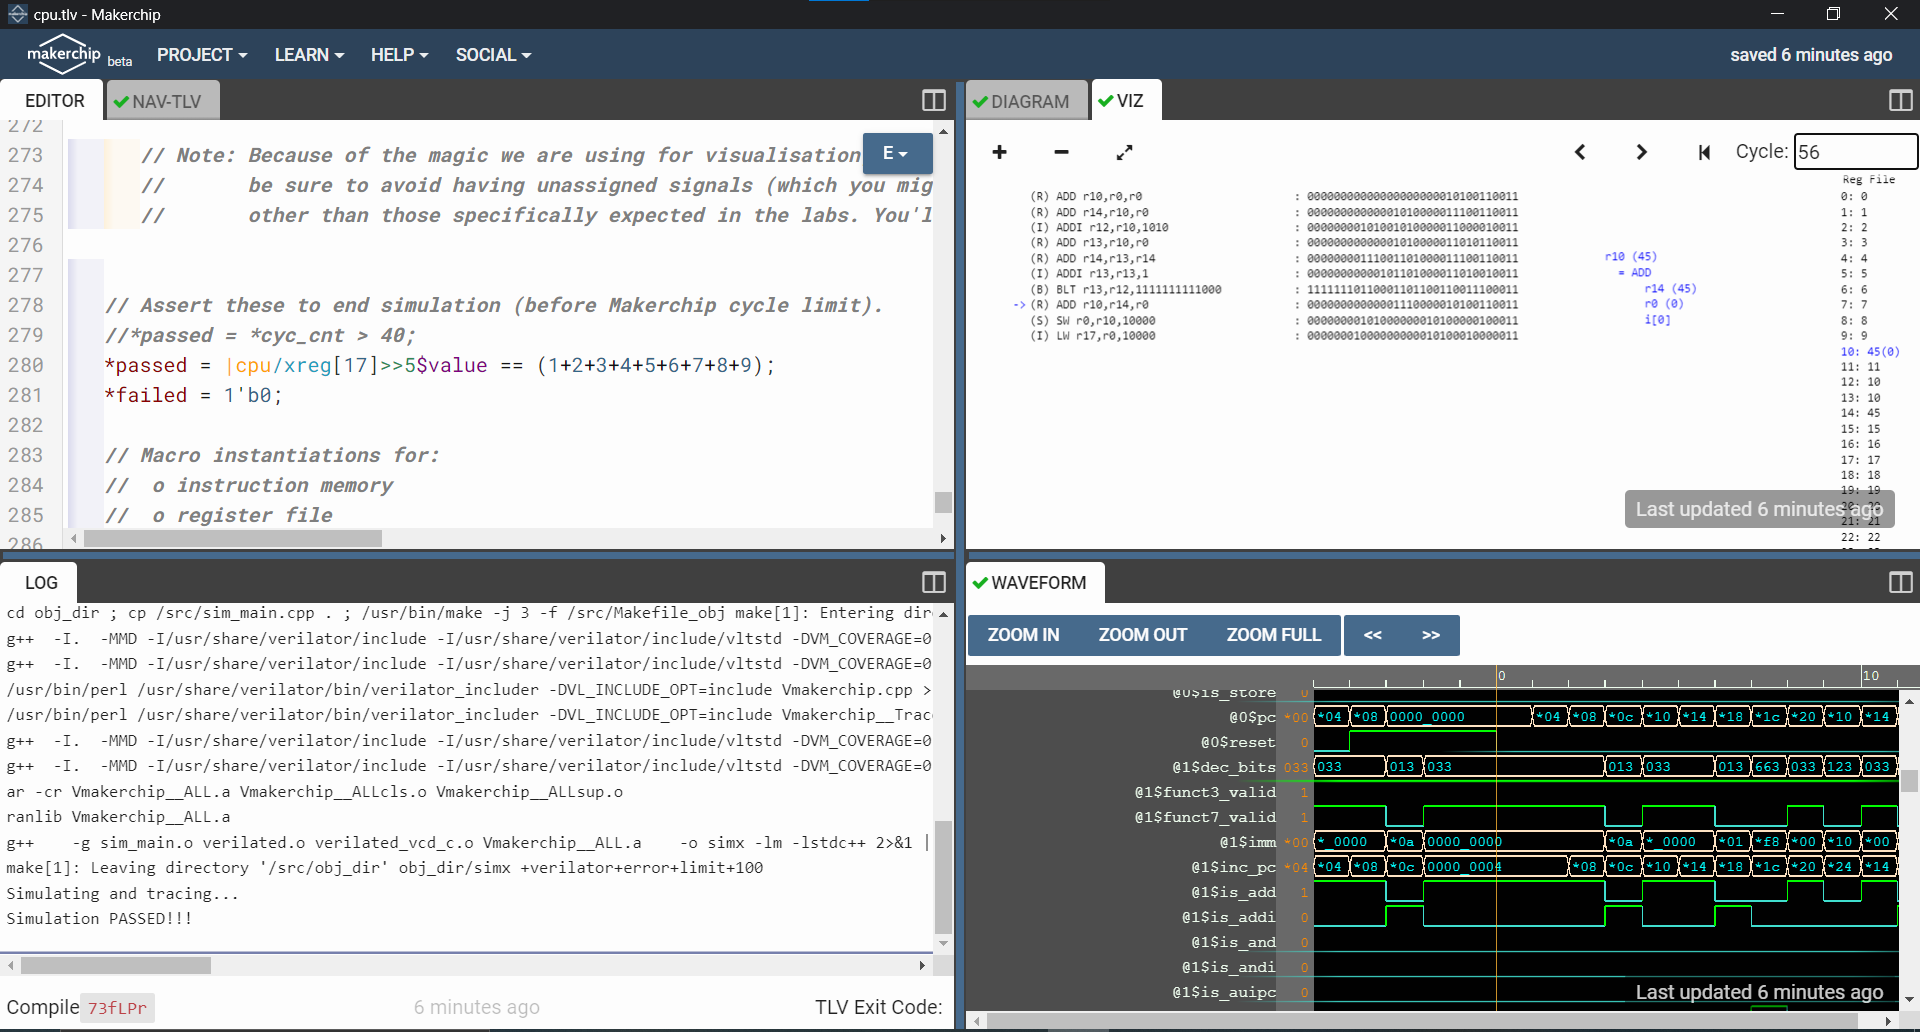 cpu.tlv - Makerchip
makerchip beta PROJECT LEARN HELP SOCIAL saved 6 minutes ago
EDITOR NAV-TLV
272
273 // Note: Because of the magic we are using for visualisation
274 // be sure to avoid having unassigned signals (which you mig
275 // other than those specifically expected in the labs. You'l
276
277
278 // Assert these to end simulation (before Makerchip cycle limit).
279 //*passed = *cyc_cnt > 40;
280 *passed = |cpu/xreg[17]>>5$value == (1+2+3+4+5+6+7+8+9);
281 *failed = 1'b0;
282
283 // Macro instantiations for:
284 // o instruction memory
285 // o register file
286
E
DIAGRAM VIZ
Cycle: 56
(R) ADD r10,r0,r0 : 00000000000000000000010100110011
(R) ADD r14,r10,r0 : 00000000000001010000011100110011
(I) ADDI r12,r10,1010 : 00000000101001010000011000010011
(R) ADD r13,r10,r0 : 00000000000001010000011010110011
(R) ADD r14,r13,r14 : 00000000111001101000011100110011
(I) ADDI r13,r13,1 : 00000000000101101000011010010011
(B) BLT r13,r12,1111111111000 : 11111110110001101100110011100011
-> (R) ADD r10,r14,r0 : 00000000000001110000010100110011
(S) SW r0,r10,10000 : 00000000101000000010100000100011
(I) LW r17,r0,10000 : 00000001000000000010100010000011
r10 (45)
= ADD
r14 (45)
r0 (0)
i[0]
Reg File
0: 0
1: 1
2: 2
3: 3
4: 4
5: 5
6: 6
7: 7
8: 8
9: 9
10: 45(0)
11: 11
12: 10
13: 10
14: 45
15: 15
16: 16
17: 17
18: 18
19: 19
21: 21
22: 22
Last updated 6 minutes ago
LOG
cd obj_dir ; cp /src/sim_main.cpp . ; /usr/bin/make -j 3 -f /src/Makefile_obj make[1]: Entering dir
g++ -I. -MMD -I/usr/share/verilator/include -I/usr/share/verilator/include/vltstd -DVM_COVERAGE=0
g++ -I. -MMD -I/usr/share/verilator/include -I/usr/share/verilator/include/vltstd -DVM_COVERAGE=0
/usr/bin/perl /usr/share/verilator/bin/verilator_includer -DVL_INCLUDE_OPT=include Vmakerchip.cpp >
/usr/bin/perl /usr/share/verilator/bin/verilator_includer -DVL_INCLUDE_OPT=include Vmakerchip__Trac
g++ -I. -MMD -I/usr/share/verilator/include -I/usr/share/verilator/include/vltstd -DVM_COVERAGE=0
g++ -I. -MMD -I/usr/share/verilator/include -I/usr/share/verilator/include/vltstd -DVM_COVERAGE=0
ar -cr Vmakerchip__ALL.a Vmakerchip__ALLcls.o Vmakerchip__ALLsup.o
ranlib Vmakerchip__ALL.a
g++ -g sim_main.o verilated.o verilated_vcd_c.o Vmakerchip__ALL.a -o simx -lm -lstdc++ 2>&1 |
make[1]: Leaving directory '/src/obj_dir' obj_dir/simx +verilator+error+limit+100
Simulating and tracing...
Simulation PASSED!!!
Compile 73fLPr 6 minutes ago TLV Exit Code:
WAVEFORM
ZOOM IN ZOOM OUT ZOOM FULL << >>
0 10
@0$is_store 0
@0$pc *00 *04 *08 0000_0000 *04 *08 *0c *10 *14 *18 *1c *20 *10 *14
@0$reset 0
@1$dec_bits 033 033 013 033 013 033 013 663 033 123 033
@1$funct3_valid 1
@1$funct7_valid 1
@1$imm *00 *_0000 *0a 0000_0000 *0a *_0000 *01 *f8 *00 *10 *00
@1$inc_pc *04 *04 *08 *0c 0000_0004 *08 *0c *10 *14 *18 *1c *20 *24 *14
@1$is_add 1
@1$is_addi 0
@1$is_and 0
@1$is_andi 0
@1$is_auipc 0
Last updated 6 minutes ago